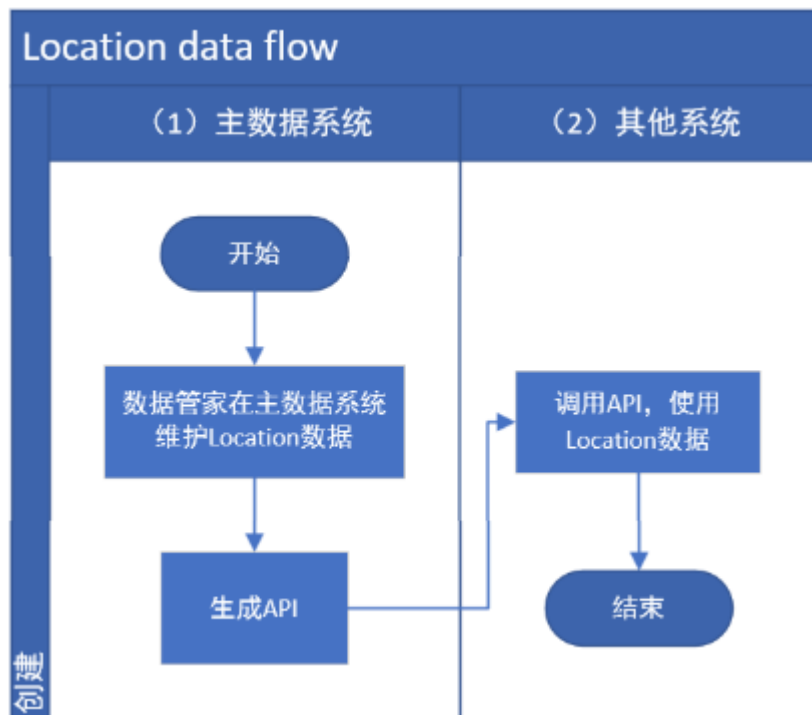 Location data flow
（1）主数据系统
（2）其他系统
开始
数据管家在主数据系统
维护Location数据
生成API
调用API，使用
Location数据
结束
创建